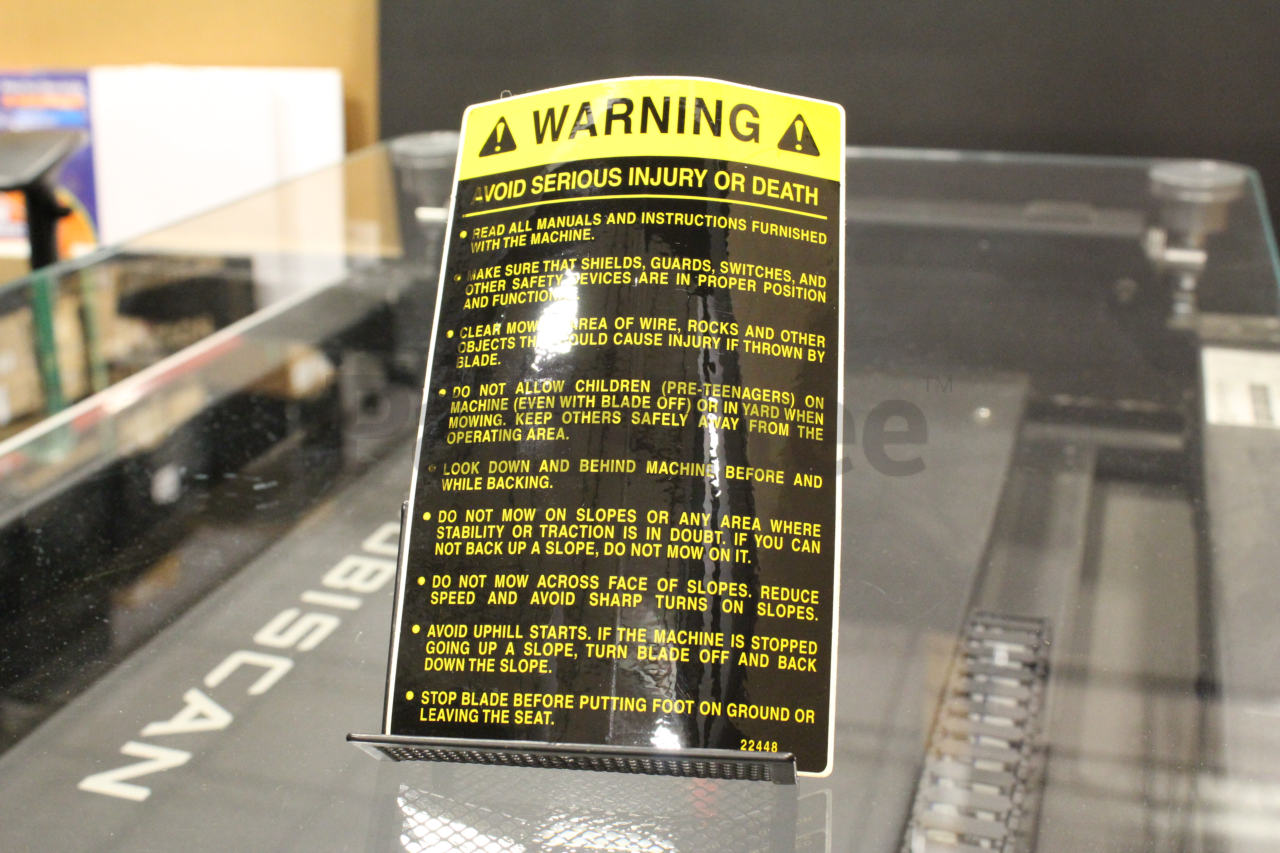 WARNING
AVOID SERIOUS INJURY OR DEATH
• READ ALL MANUALS AND INSTRUCTIONS FURNISHED
WITH THE MACHINE.
• MAKE SURE THAT SHIELDS, GUARDS, SWITCHES, AND
OTHER SAFETY DEVICES ARE IN PROPER POSITION
AND
• CLEAR AREA OF WIRE, ROCKS AND OTHER
OBJECTS CAUSE INJURY IF THROWN BY
BLADE.
• DO NOT ALLOW CHILDREN (PRE-TEENAGERS) ON
MACHINE (EVEN WITH BLADE OFF) OR IN YARD WHEN
MOWING. KEEP OTHERS SAFELY AWAY FROM THE
OPERATING AREA.
• LOOK DOWN AND BEHIND MACHINE BEFORE AND
WHILE BACKING.
• DO NOT MOW ON SLOPES OR ANY AREA WHERE
STABILITY OR TRACTION IS IN DOUBT. IF YOU CAN
NOT BACK UP A SLOPE, DO NOT MOW ON IT.
• DO NOT MOW ACROSS FACE OF SLOPES. REDUCE
SPEED AND AVOID SHARP TURNS ON SLOPES.
• AVOID UPHILL STARTS. IF THE MACHINE IS STOPPED
GOING UP A SLOPE, TURN BLADE OFF AND BACK
DOWN THE SLOPE.
• STOP BLADE BEFORE PUTTING FOOT ON GROUND OR
LEAVING THE SEAT.
22448